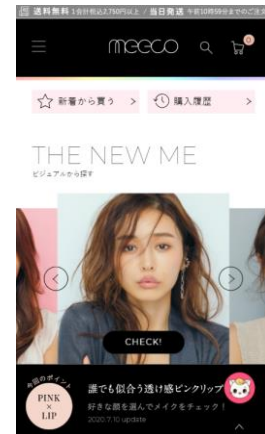 送料無料 1会計税込2,750円以上 / 当日発送 午前10時59分までのご注文
meeco
0
新着から買う >
購入履歴 >
THE NEW ME
ビジュアルから探す
CHECK!
今回のポイント
PINK
×
LIP
誰でも似合う透け感ピンクリップ
好きな顔を選んでメイクをチェック!
2020.7.10 update